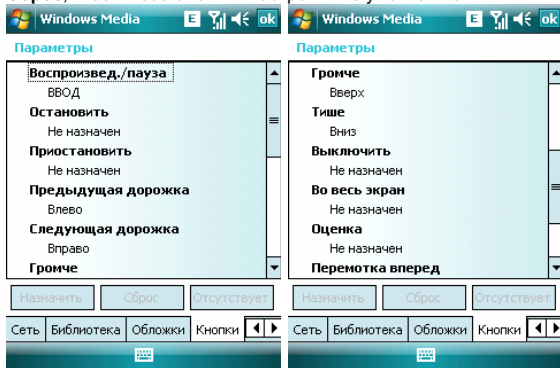 Windows Media
E
ok
Параметры
Воспроизвед./пауза
ВВОД
Остановить
Не назначен
Приостановить
Не назначен
Предыдущая дорожка
Влево
Следующая дорожка
Вправо
Громче
Назначить Сброс Отсутствует
Сеть Библиотека Обложки Кнопки
Windows Media
E
ok
Параметры
Громче
Вверх
Тише
Вниз
Выключить
Не назначен
Во весь экран
Не назначен
Оценка
Не назначен
Перемотка вперед
Назначить Сброс Отсутствует
Сеть Библиотека Обложки Кнопки